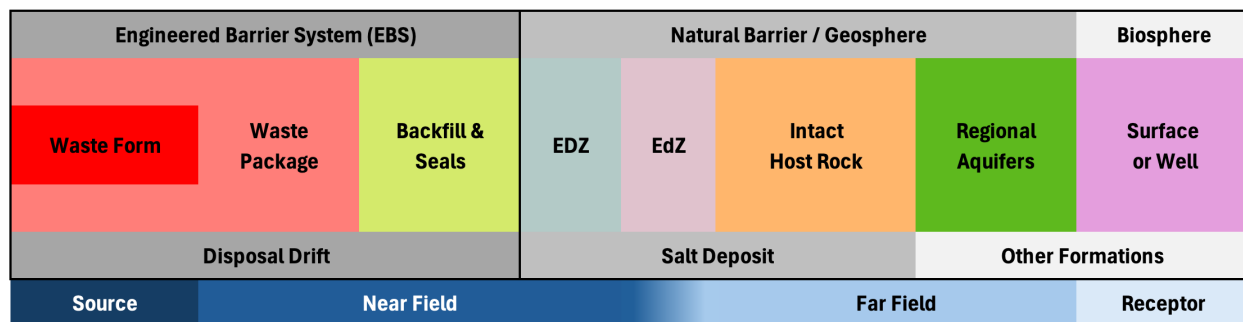 Engineered Barrier System (EBS)
Natural Barrier / Geosphere
Biosphere
Waste Form
Waste
Package
Backfill &
Seals
EDZ
EdZ
Intact
Host Rock
Regional
Aquifers
Surface
or Well
Disposal Drift
Salt Deposit
Other Formations
Source
Near Field
Far Field
Receptor